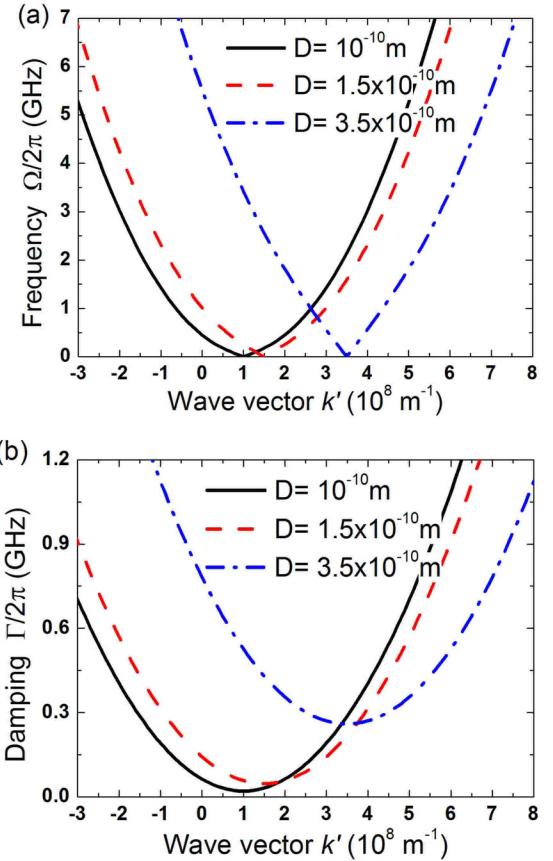 (a)
7
6
5
4
3
2
1
0
Frequency Ω/2π (GHz)
D= 10⁻¹⁰m
D= 1.5x10⁻¹⁰m
D= 3.5x10⁻¹⁰m
-3 -2 -1 0 1 2 3 4 5 6 7 8
Wave vector k′ (10⁸ m⁻¹)
(b)
1.2
0.9
0.6
0.3
0.0
Damping Γ/2π (GHz)
D= 10⁻¹⁰m
D= 1.5x10⁻¹⁰m
D= 3.5x10⁻¹⁰m
-3 -2 -1 0 1 2 3 4 5 6 7 8
Wave vector k′ (10⁸ m⁻¹)